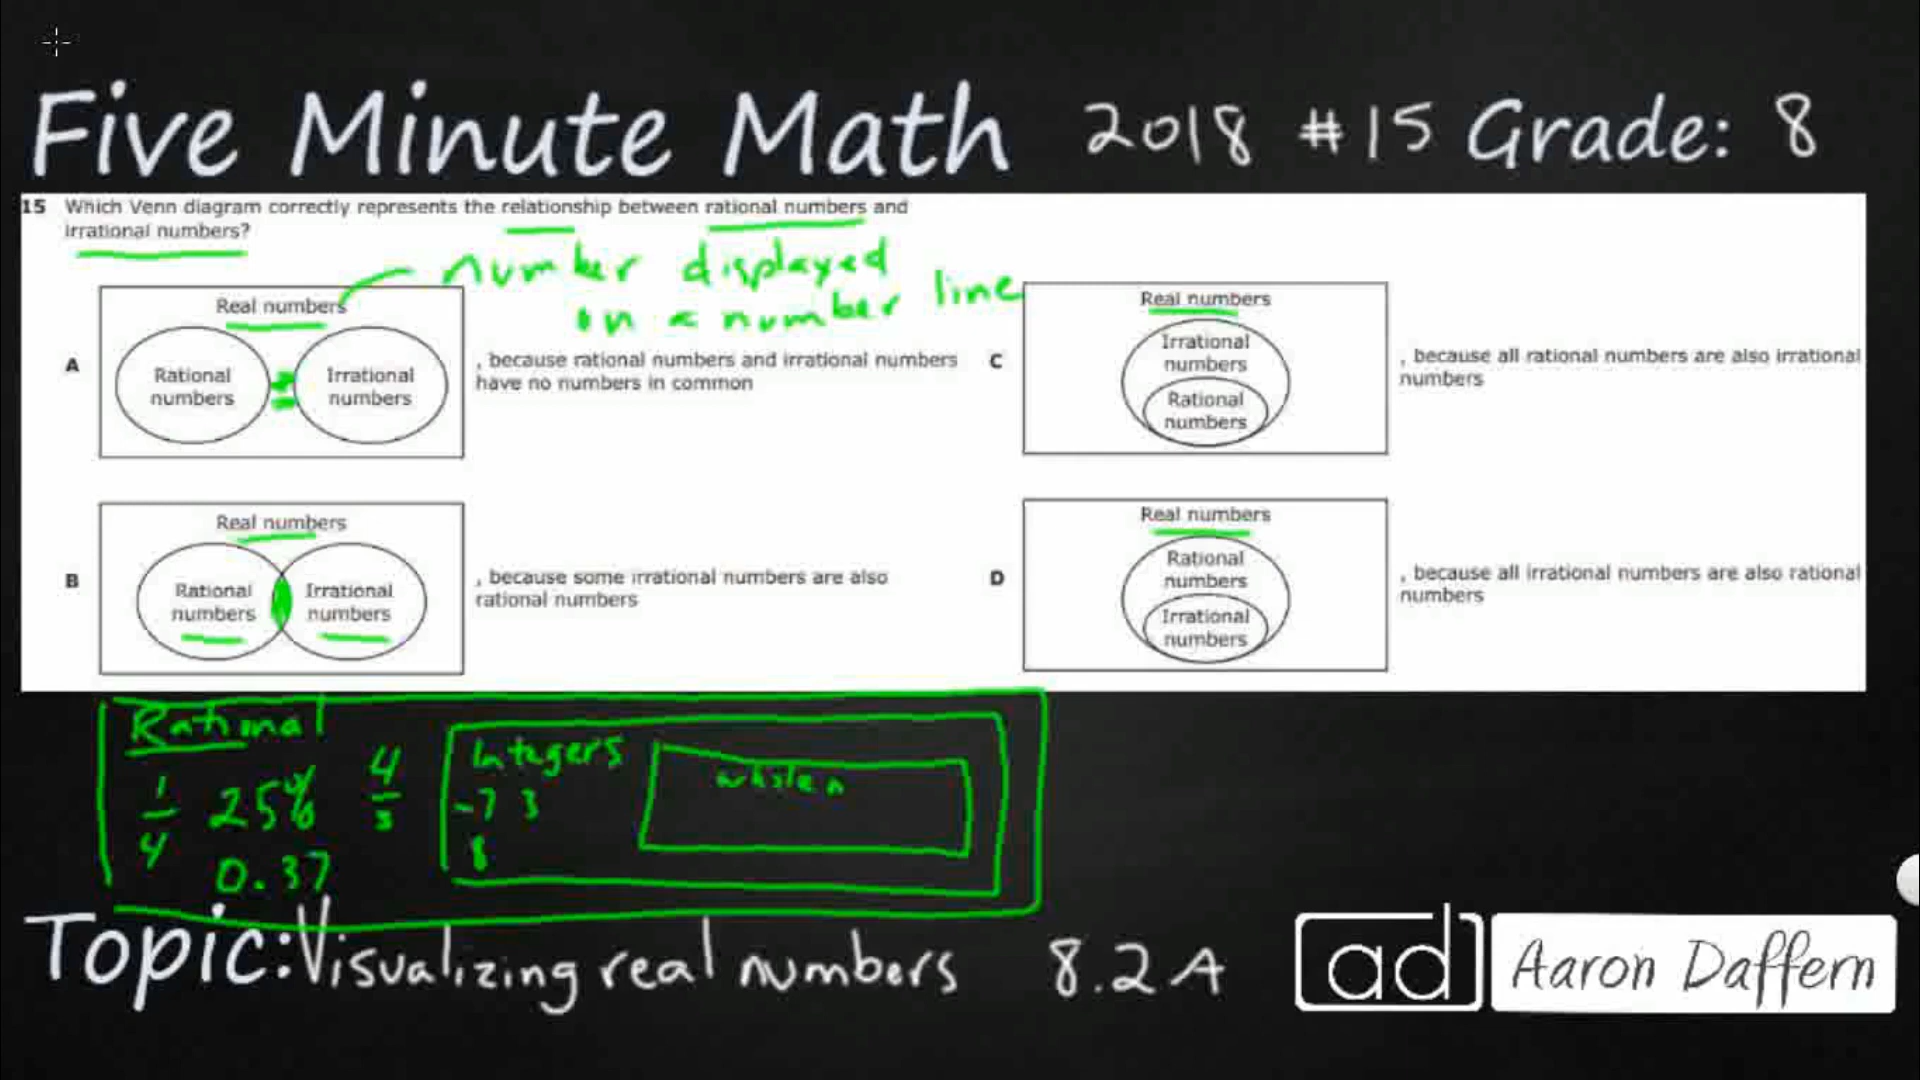 Five Minute Math 2018 #15 Grade: 8
15 Which Venn diagram correctly represents the relationship between rational numbers and
irrational numbers?
number displayed
on a number line
A
Real numbers
Rational
numbers
Irrational
numbers
, because rational numbers and irrational numbers
have no numbers in common
B
Real numbers
Rational
numbers
Irrational
numbers
, because some irrational numbers are also
rational numbers
C
Real numbers
Irrational
numbers
Rational
numbers
, because all rational numbers are also irrational
numbers
D
Real numbers
Rational
numbers
Irrational
numbers
, because all irrational numbers are also rational
numbers
Rational
1/4 25% 4/3
0.37
Integers
-7 3
8
Topic: Visualizing real numbers 8.2A
ad Aaron Daffern